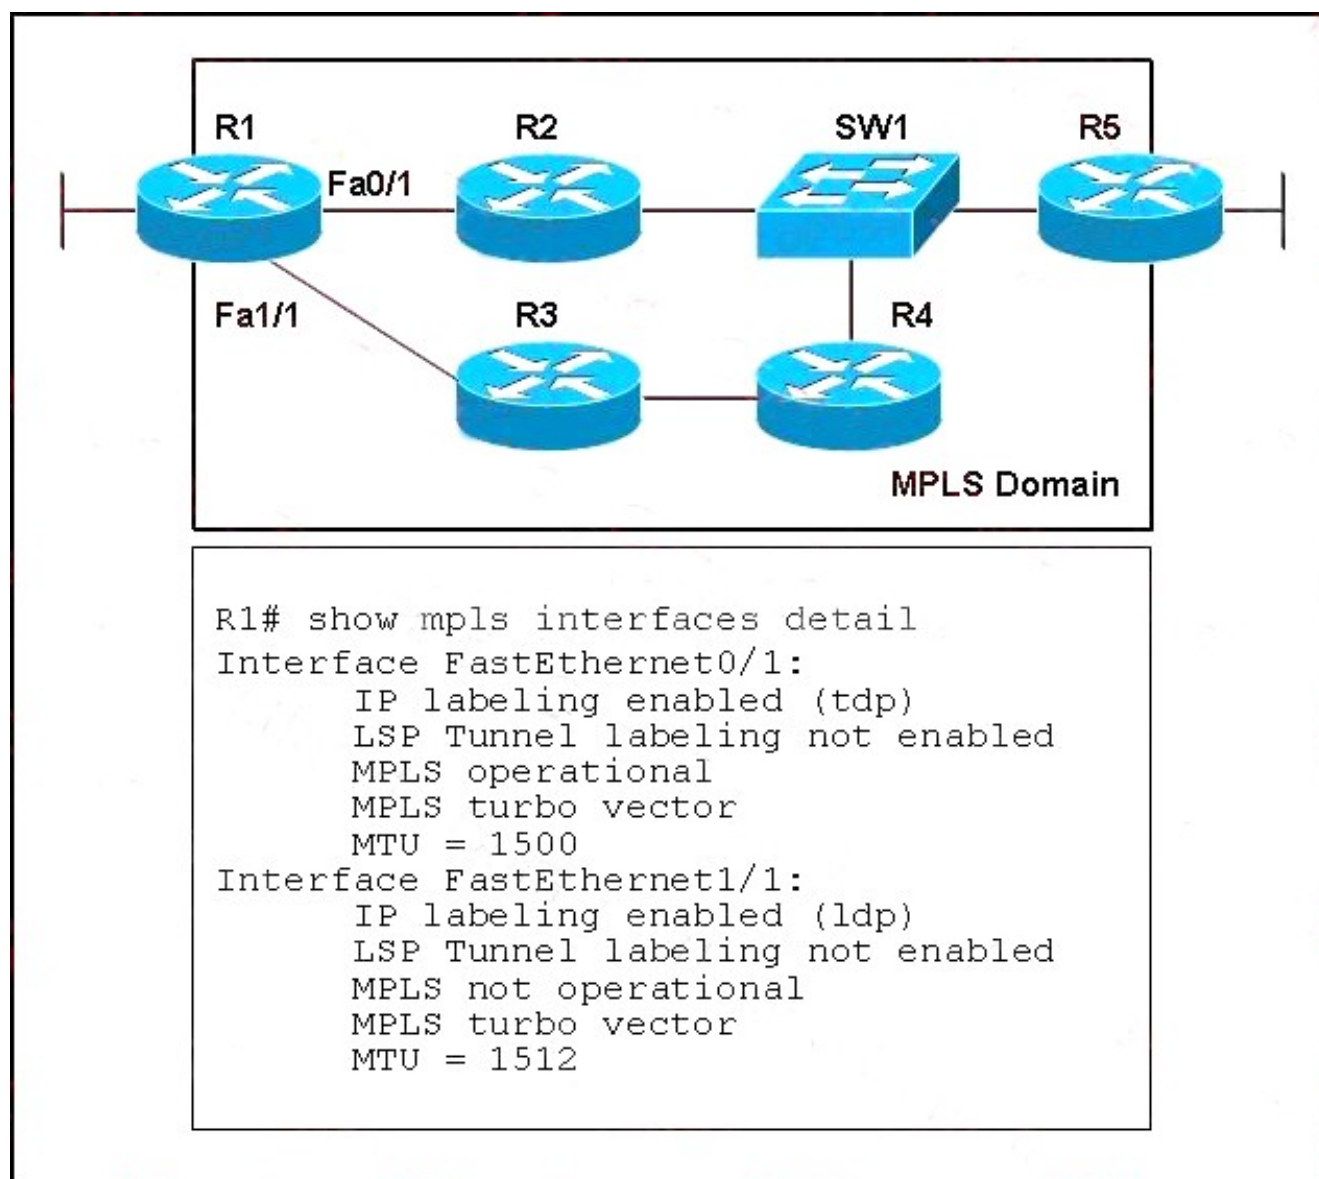 R1
R2
SW1
R5
Fa0/1
Fa1/1
R3
R4
MPLS Domain
R1# show mpls interfaces detail
Interface FastEthernet0/1:
IP labeling enabled (tdp)
LSP Tunnel labeling not enabled
MPLS operational
MPLS turbo vector
MTU = 1500
Interface FastEthernet1/1:
IP labeling enabled (ldp)
LSP Tunnel labeling not enabled
MPLS not operational
MPLS turbo vector
MTU = 1512